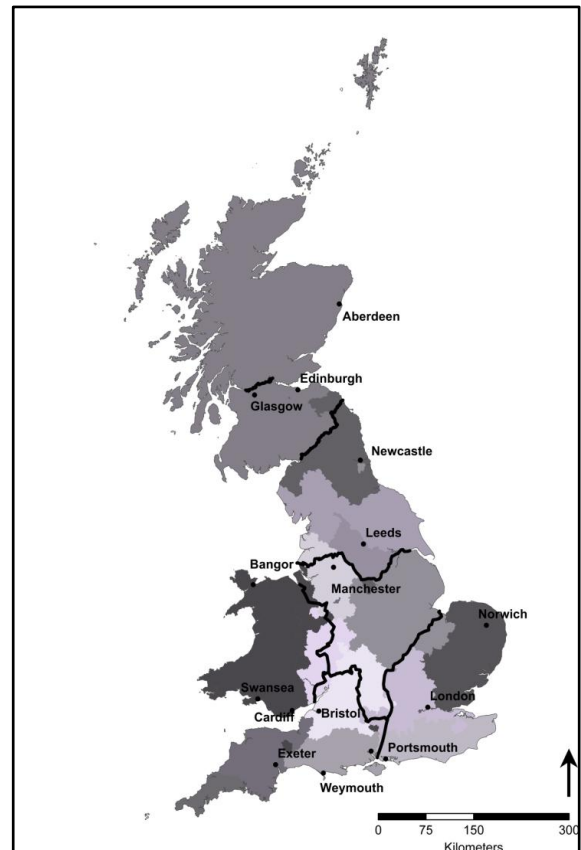 Aberdeen
Edinburgh
Glasgow
Newcastle
Leeds
Bangor
Manchester
Norwich
Swansea
London
Cardiff
Bristol
Portsmouth
Exeter
Weymouth
0 75 150 300
Kilometers